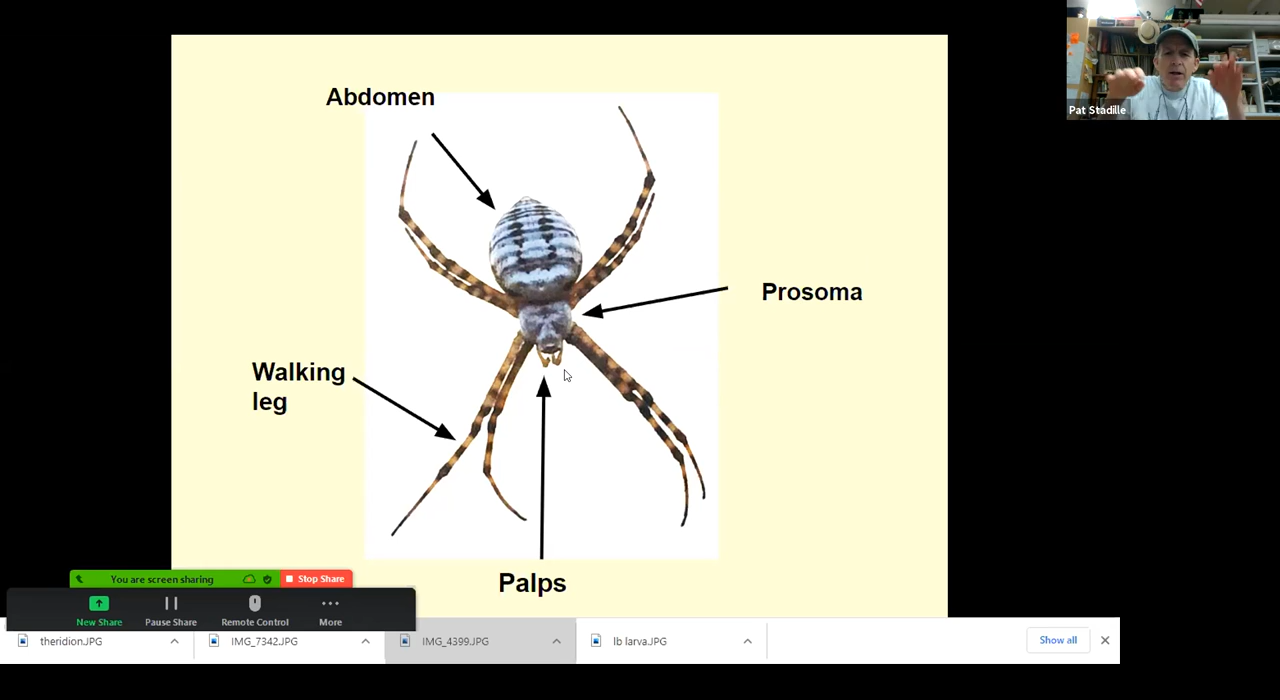 Abdomen
Pat Stadille
Prosoma
Walking
leg
Palps
You are screen sharing
Stop Share
New Share
Pause Share
Remote Control
More
theridion.JPG
IMG_7342.JPG
IMG_4399.JPG
lb larva.JPG
Show all